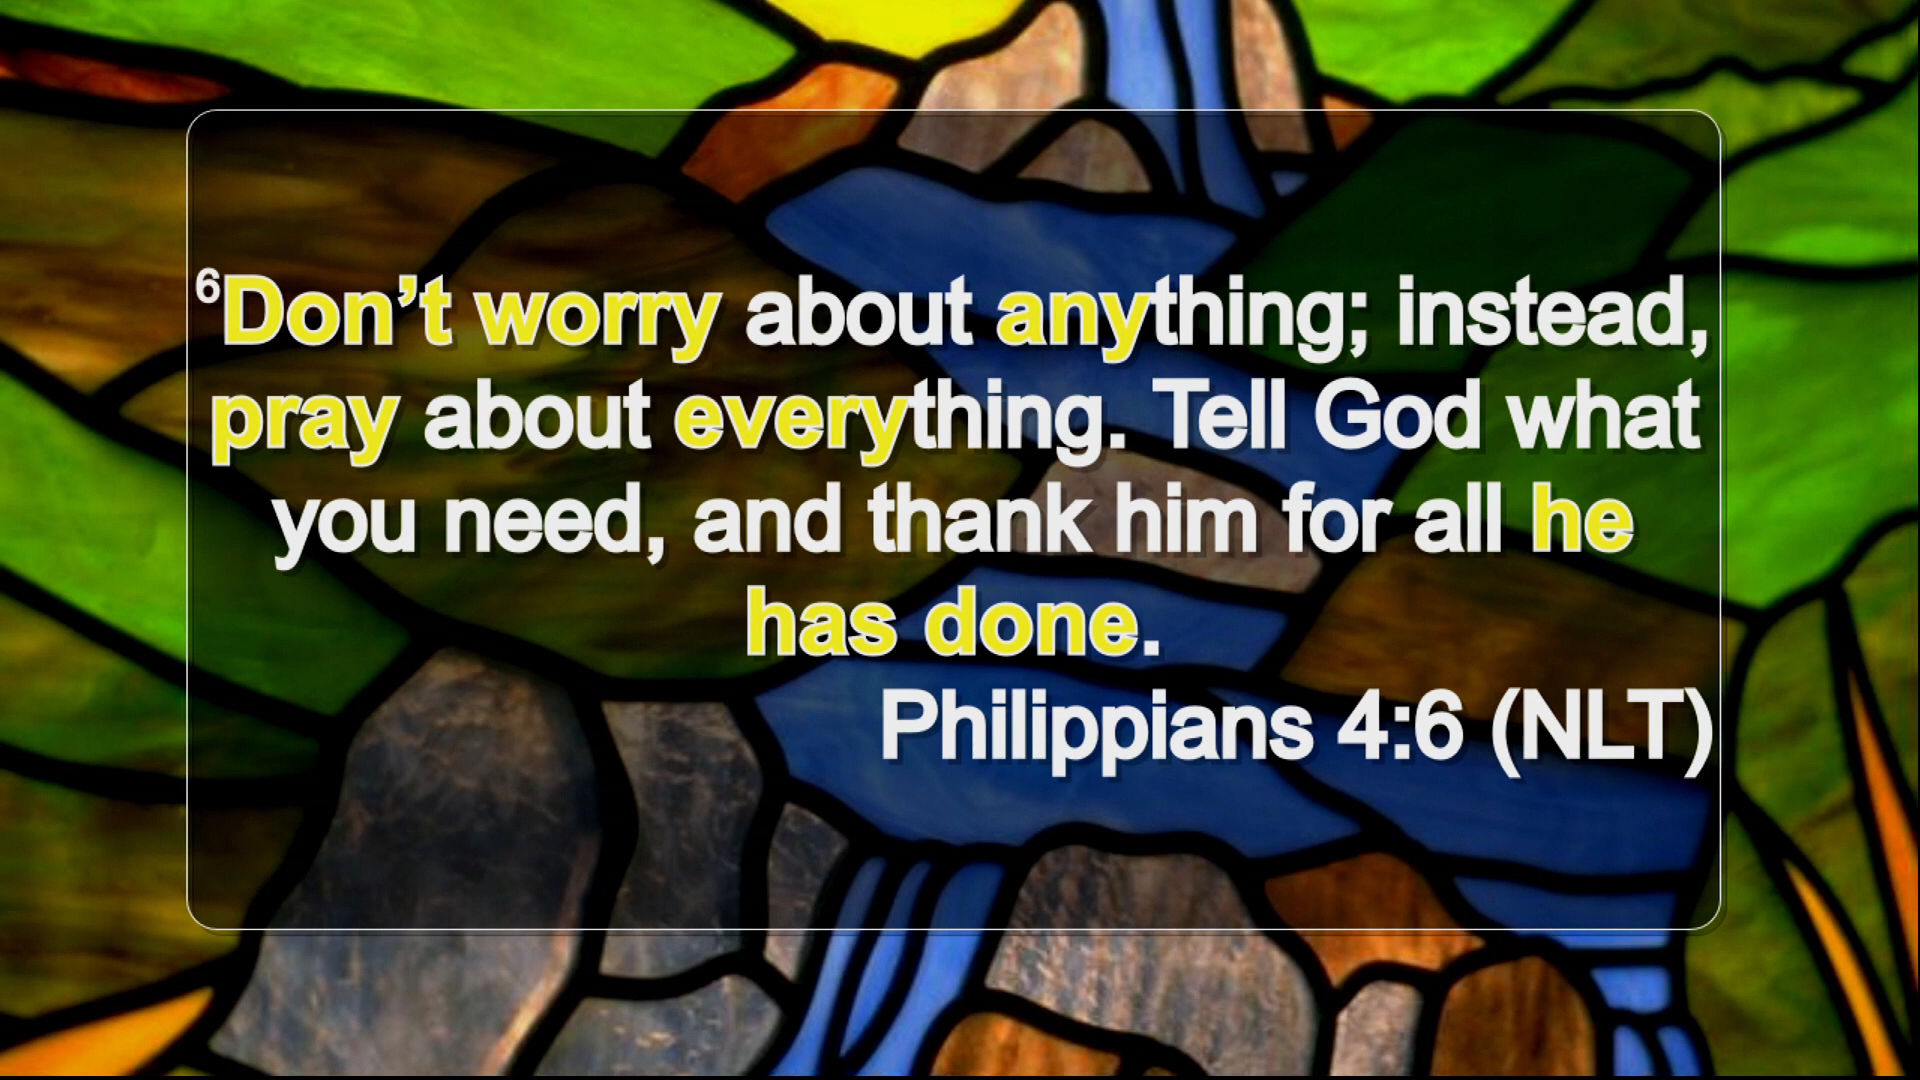 ⁶Don’t worry about anything; instead,
pray about everything. Tell God what
you need, and thank him for all he
has done.
Philippians 4:6 (NLT)